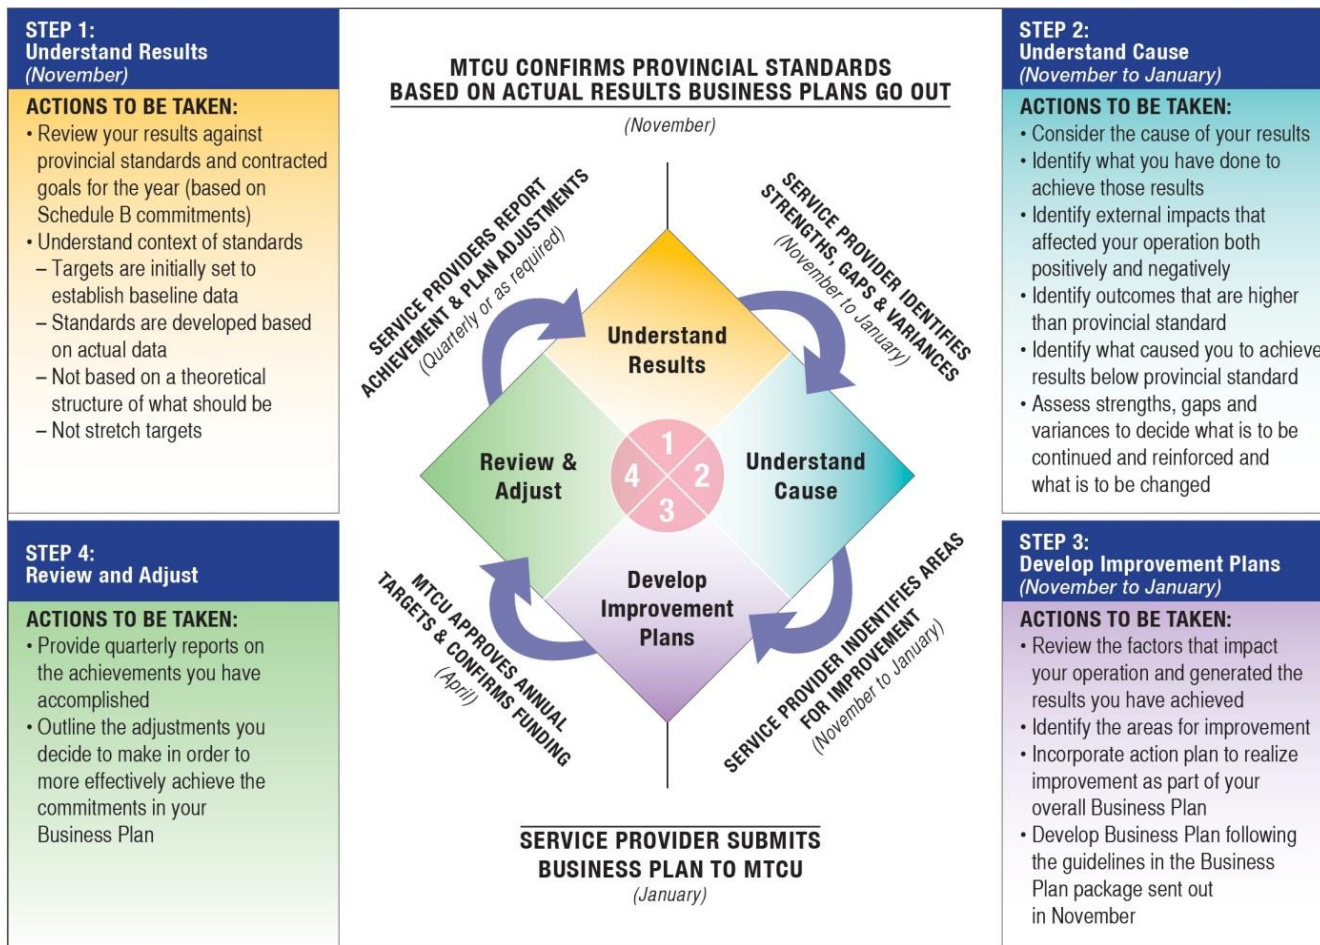 STEP 1:
Understand Results
(November)
ACTIONS TO BE TAKEN:
• Review your results against
provincial standards and contracted
goals for the year (based on
Schedule B commitments)
• Understand context of standards
– Targets are initially set to
establish baseline data
– Standards are developed based
on actual data
– Not based on a theoretical
structure of what should be
– Not stretch targets
MTCU CONFIRMS PROVINCIAL STANDARDS
BASED ON ACTUAL RESULTS BUSINESS PLANS GO OUT
(November)
STEP 2:
Understand Cause
(November to January)
ACTIONS TO BE TAKEN:
• Consider the cause of your results
• Identify what you have done to
achieve those results
• Identify external impacts that
affected your operation both
positively and negatively
• Identify outcomes that are higher
than provincial standard
• Identify what caused you to achieve
results below provincial standard
• Assess strengths, gaps and
variances to decide what is to be
continued and reinforced and
what is to be changed
SERVICE PROVIDERS REPORT
ACHIEVEMENT & PLAN ADJUSTMENTS
(Quarterly or as required)
SERVICE PROVIDER IDENTIFIES
STRENGTHS, GAPS & VARIANCES
(November to January)
Understand
Results
1
Review &
Adjust
4
2
Understand
Cause
3
Develop
Improvement
Plans
MTCU APPROVES ANNUAL
TARGETS & CONFIRMS FUNDING
(April)
SERVICE PROVIDER INDENTIFIES AREAS
FOR IMPROVEMENT
(November to January)
SERVICE PROVIDER SUBMITS
BUSINESS PLAN TO MTCU
(January)
STEP 4:
Review and Adjust
ACTIONS TO BE TAKEN:
• Provide quarterly reports on
the achievements you have
accomplished
• Outline the adjustments you
decide to make in order to
more effectively achieve the
commitments in your
Business Plan
STEP 3:
Develop Improvement Plans
(November to January)
ACTIONS TO BE TAKEN:
• Review the factors that impact
your operation and generated the
results you have achieved
• Identify the areas for improvement
• Incorporate action plan to realize
improvement as part of your
overall Business Plan
• Develop Business Plan following
the guidelines in the Business
Plan package sent out
in November